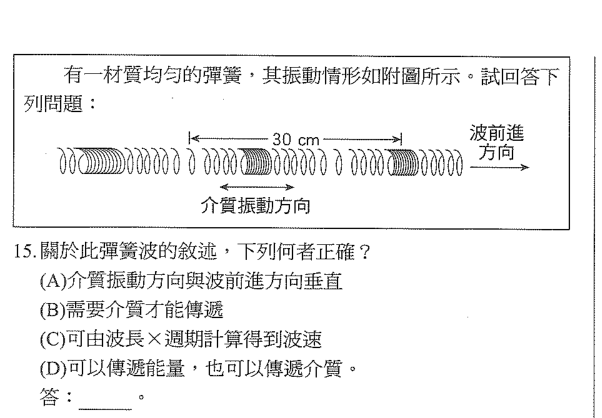 有一材質均勻的彈簧，其振動情形如附圖所示。試回答下
列問題：
30 cm
波前進
方向
介質振動方向
15.關於此彈簧波的敘述，下列何者正確？
(A)介質振動方向與波前進方向垂直
(B)需要介質才能傳遞
(C)可由波長×週期計算得到波速
(D)可以傳遞能量，也可以傳遞介質。
答：_____。